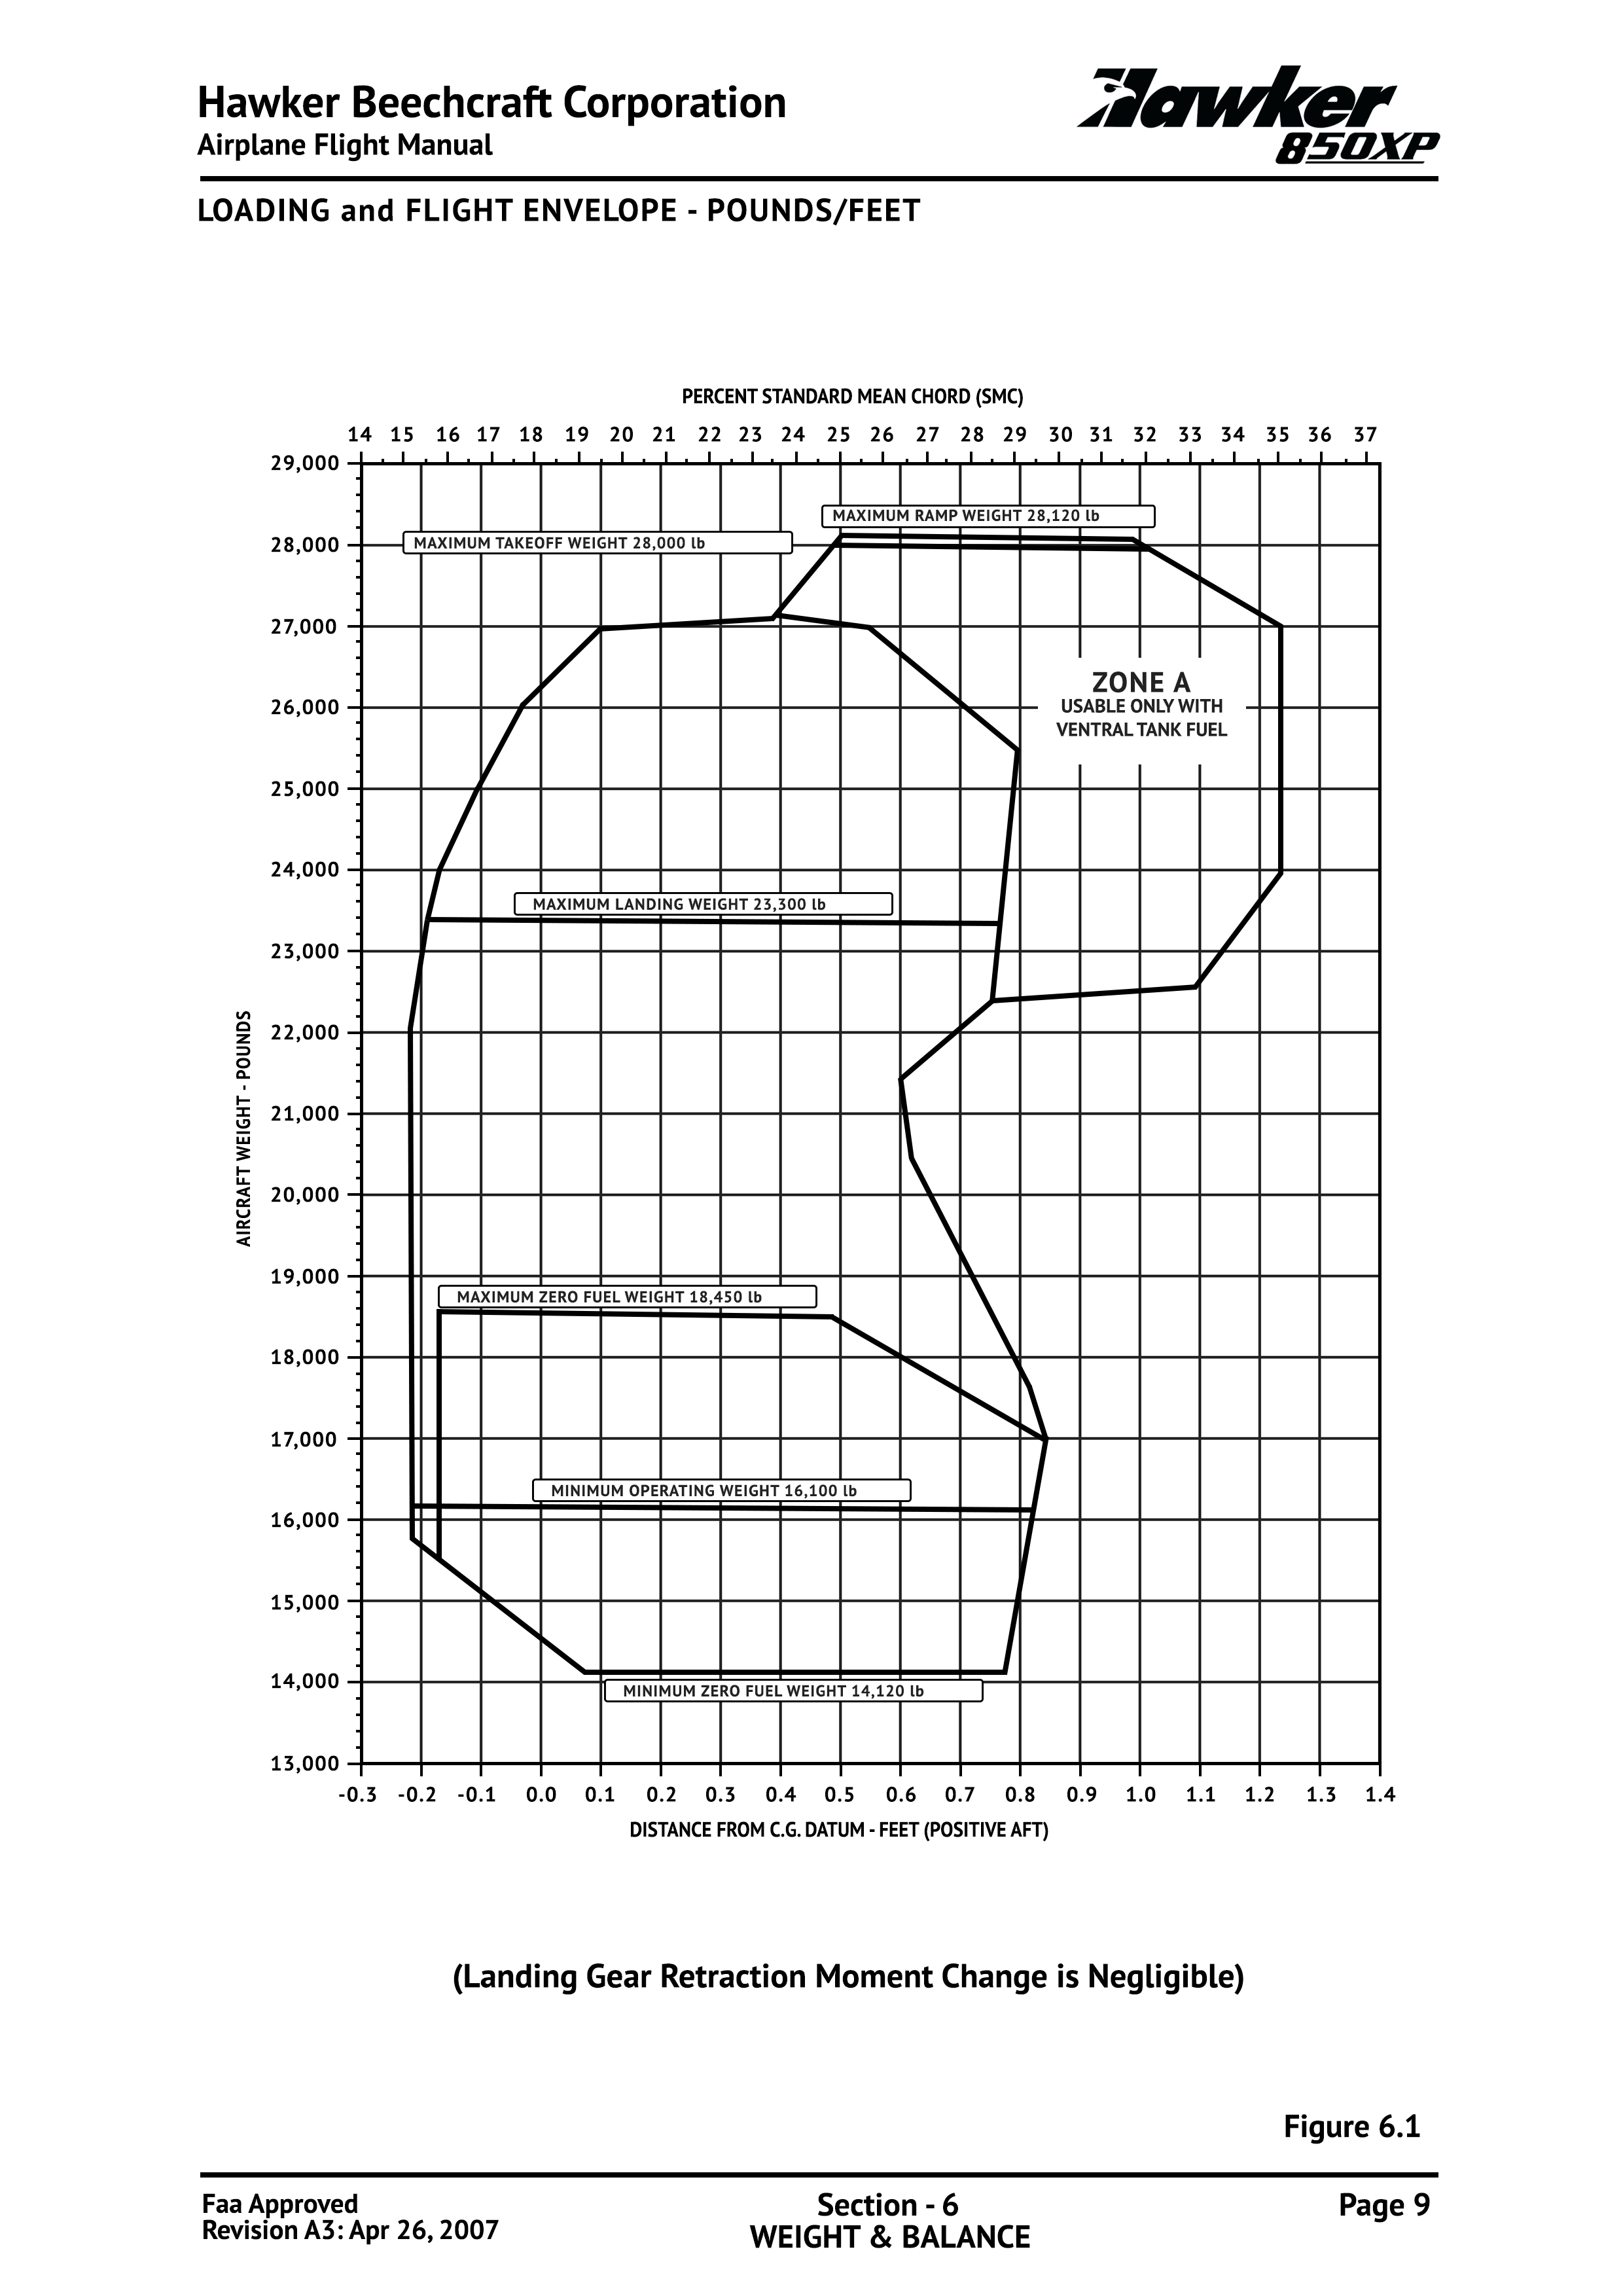 Hawker Beechcraft Corporation
Airplane Flight Manual
Hawker
850XP
LOADING and FLIGHT ENVELOPE - POUNDS/FEET
PERCENT STANDARD MEAN CHORD (SMC)
14 15 16 17 18 19 20 21 22 23 24 25 26 27 28 29 30 31 32 33 34 35 36 37
29,000
MAXIMUM RAMP WEIGHT 28,120 lb
28,000
MAXIMUM TAKEOFF WEIGHT 28,000 lb
27,000
ZONE A
USABLE ONLY WITH
VENTRAL TANK FUEL
26,000
25,000
24,000
MAXIMUM LANDING WEIGHT 23,300 lb
23,000
22,000
21,000
AIRCRAFT WEIGHT - POUNDS
20,000
19,000
MAXIMUM ZERO FUEL WEIGHT 18,450 lb
18,000
17,000
MINIMUM OPERATING WEIGHT 16,100 lb
16,000
15,000
14,000
MINIMUM ZERO FUEL WEIGHT 14,120 lb
13,000
-0.3 -0.2 -0.1 0.0 0.1 0.2 0.3 0.4 0.5 0.6 0.7 0.8 0.9 1.0 1.1 1.2 1.3 1.4
DISTANCE FROM C.G. DATUM - FEET (POSITIVE AFT)
(Landing Gear Retraction Moment Change is Negligible)
Figure 6.1
Faa Approved
Revision A3: Apr 26, 2007
Section - 6
WEIGHT & BALANCE
Page 9